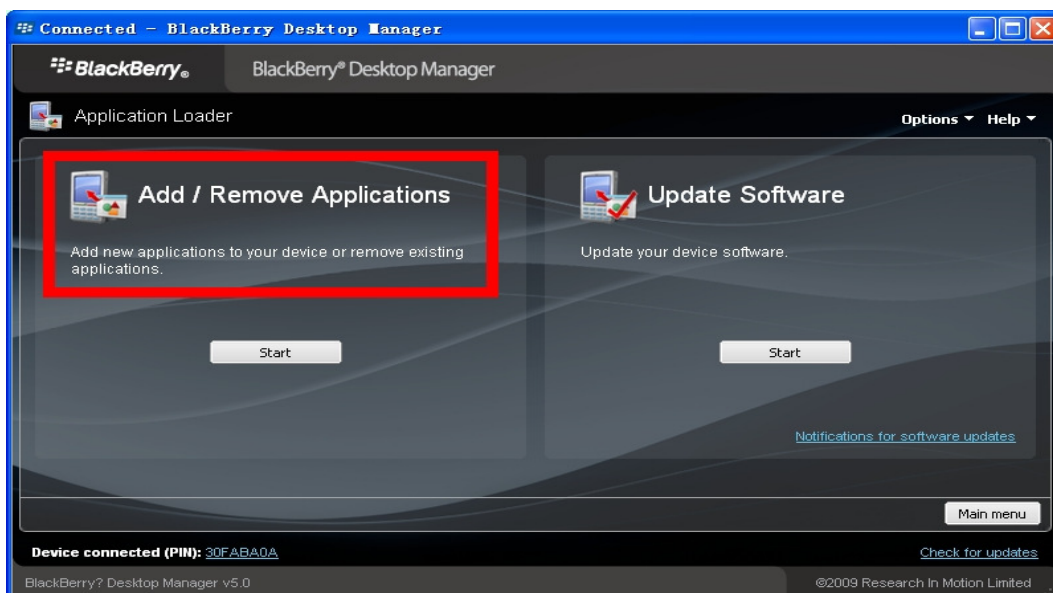 Connected - BlackBerry Desktop Manager
BlackBerry®
BlackBerry® Desktop Manager
Application Loader
Options
Help
Add / Remove Applications
Add new applications to your device or remove existing
applications.
Start
Update Software
Update your device software.
Start
Notifications for software updates
Main menu
Device connected (PIN): 30FABA0A
Check for updates
BlackBerry? Desktop Manager v5.0
©2009 Research In Motion Limited